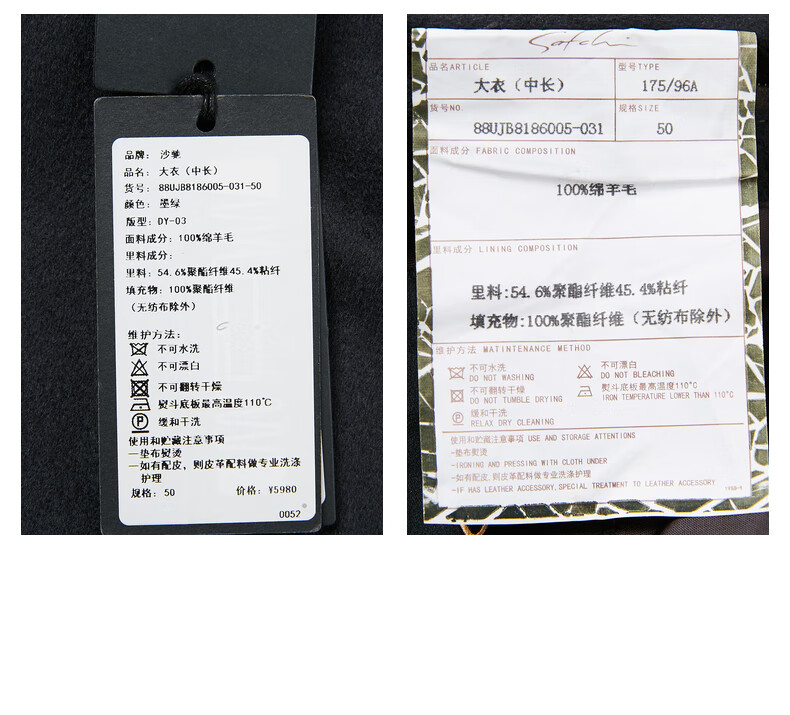 品牌: 沙驰
品名: 大衣（中长）
货号: 88UJB8186005-031-50
颜色: 墨绿
版型: DY-03
面料成分: 100%绵羊毛
里料成分:
里料: 54.6%聚酯纤维45.4%粘纤
填充物: 100%聚酯纤维
（无纺布除外）
维护方法:
不可水洗
不可漂白
不可翻转干燥
熨斗底板最高温度110℃
缓和干洗
使用和贮藏注意事项
—垫布熨烫
—如有配皮, 则皮革配料做专业洗涤
护理
规格: 50 价格: ¥5980
0052
Satchi
品名ARTICLE 型号TYPE
大衣（中长） 175/96A
货号NO. 规格SIZE
88UJB8186005-031 50
面料成分 FABRIC COMPOSITION
100%绵羊毛
里料成分 LINING COMPOSITION
里料:54.6%聚酯纤维45.4%粘纤
填充物:100%聚酯纤维（无纺布除外）
维护方法 MATINTENANCE METHOD
不可水洗 不可漂白
DO NOT WASHING DO NOT BLEACHING
不可翻转干燥 熨斗底板最高温度110℃
DO NOT TUMBLE DRYING IRON TEMPERATURE LOWER THAN 110℃
缓和干洗
RELAX DRY CLEANING
使用和贮藏注意事项 USE AND STORAGE ATTENTIONS
-垫布熨烫
-IRONING AND PRESSING WITH CLOTH UNDER
-如有配皮, 则皮革配料做专业洗涤护理
-IF HAS LEATHER ACCESSORY, SPECIAL TREATMENT TO LEATHER ACCESSORY